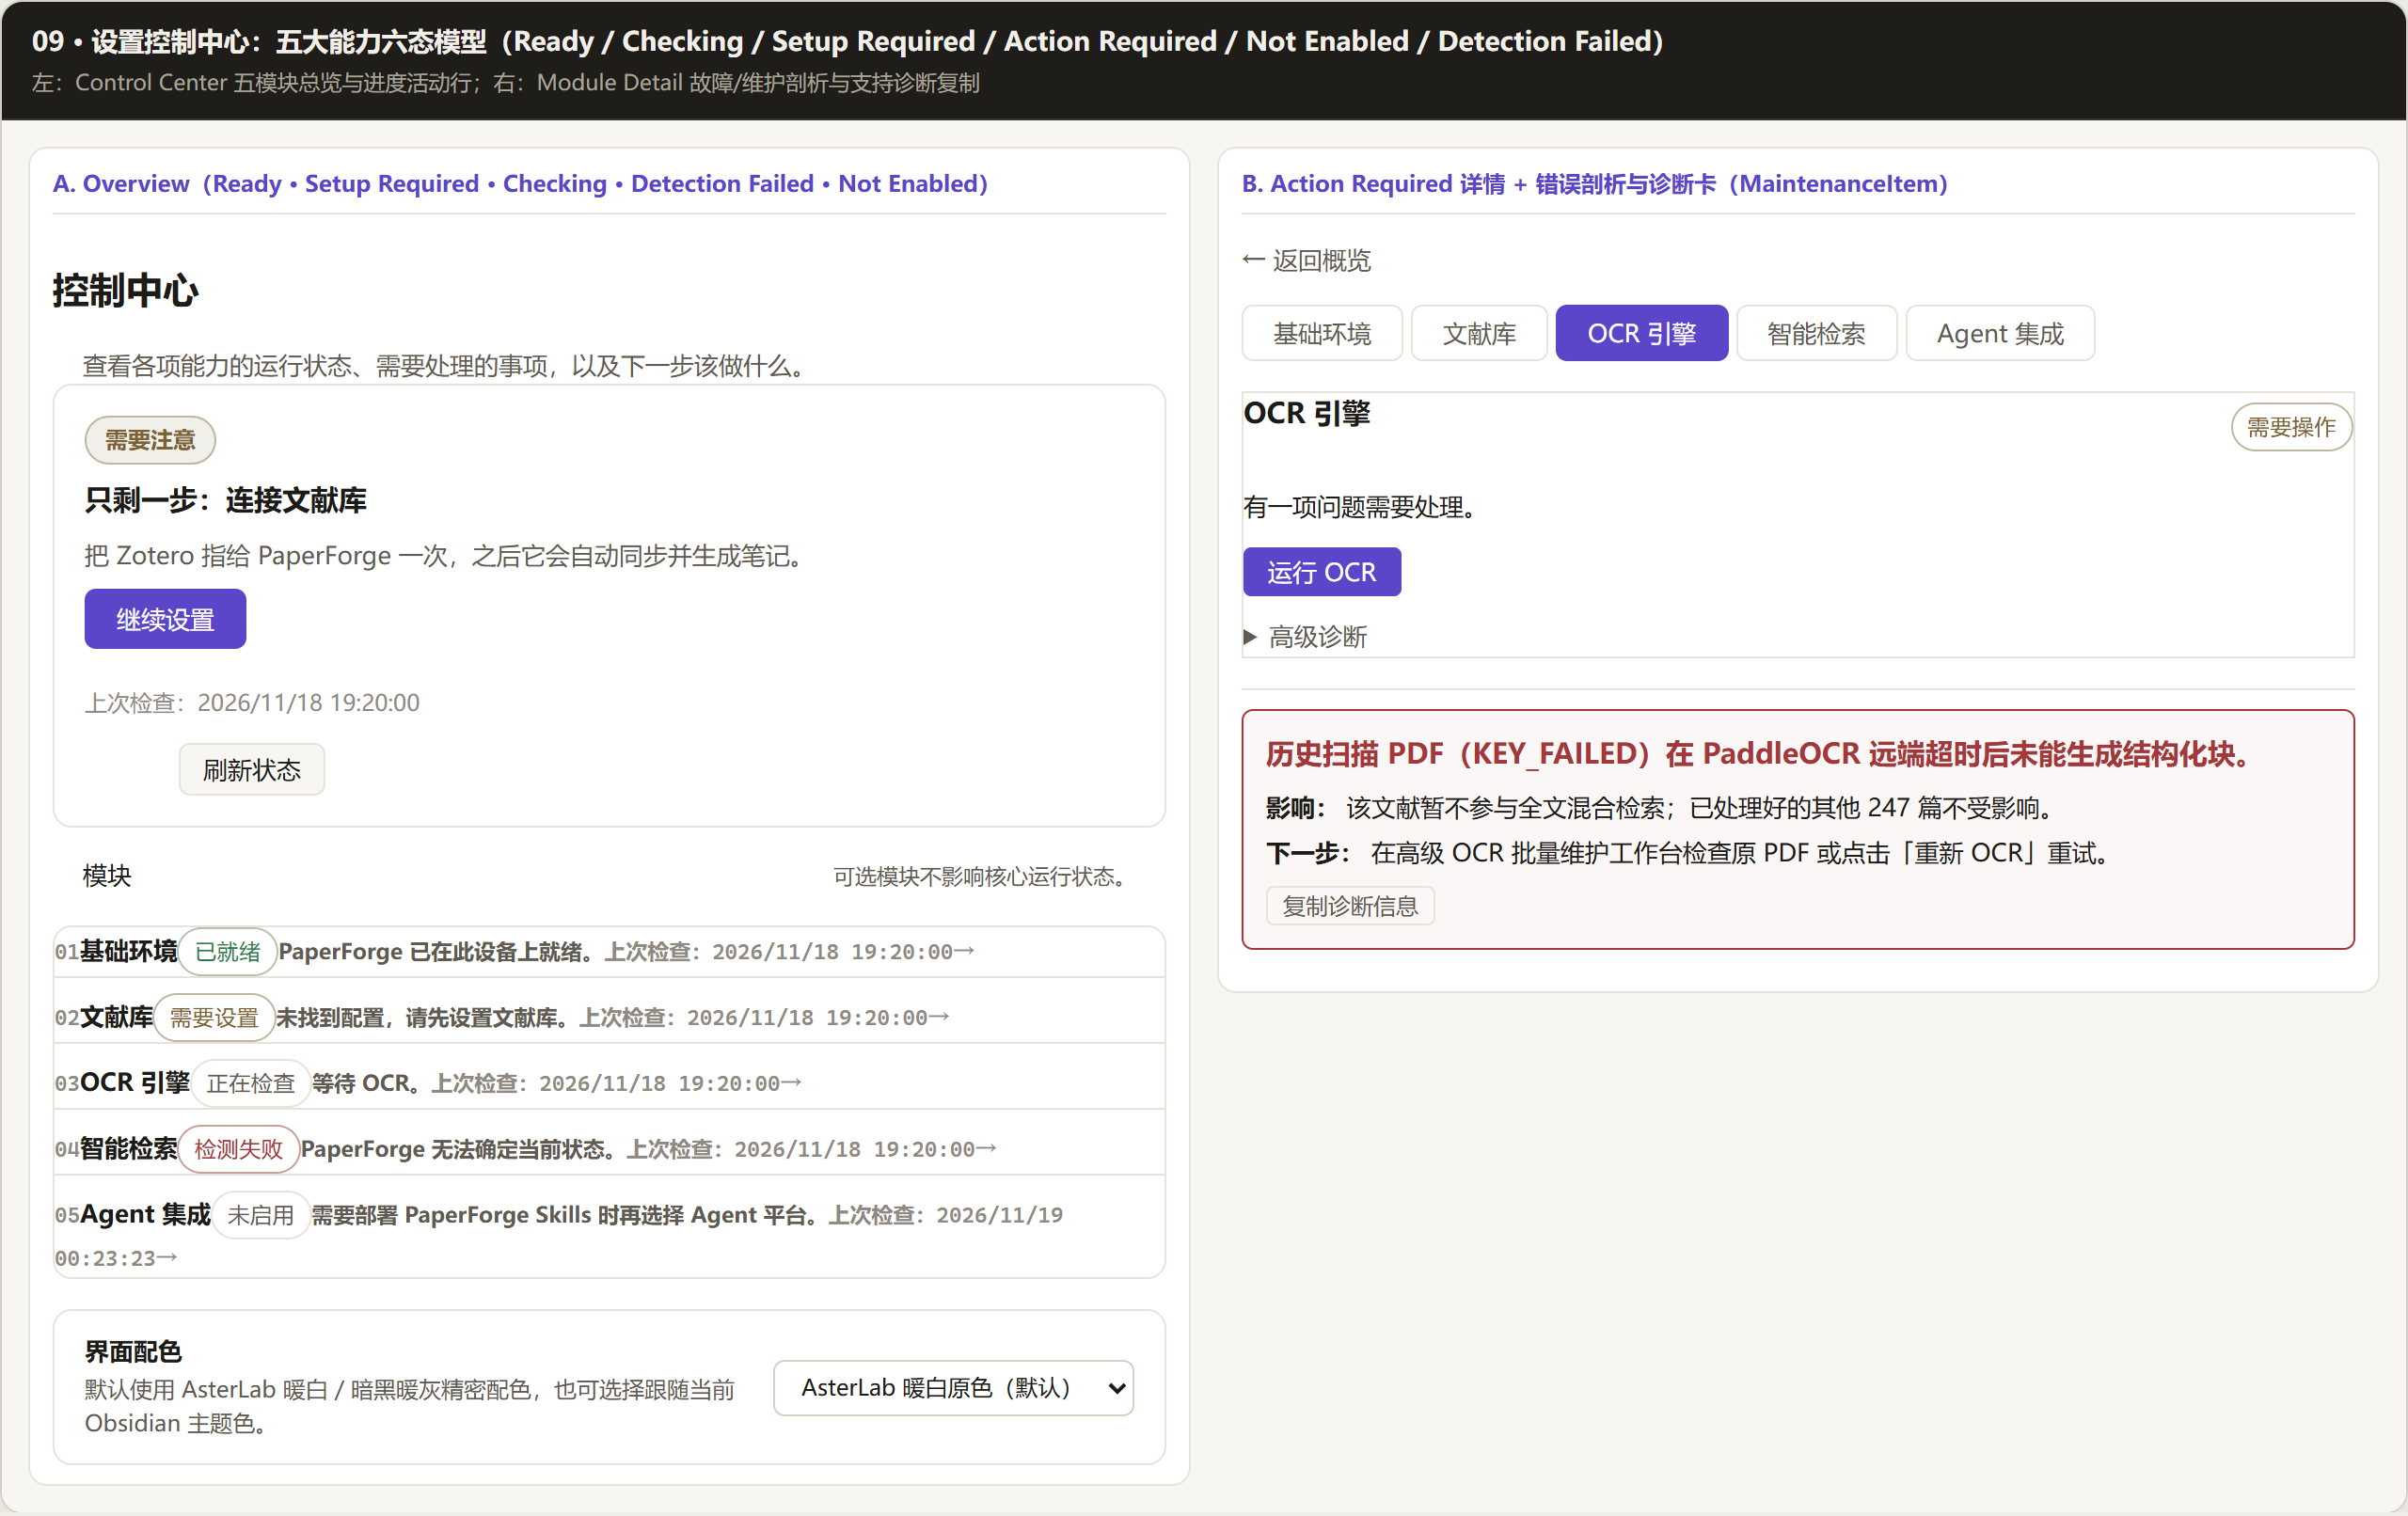 09 • 设置控制中心：五大能力六态模型（Ready / Checking / Setup Required / Action Required / Not Enabled / Detection Failed）
左：Control Center 五模块总览与进度活动行；右：Module Detail 故障/维护剖析与支持诊断复制
A. Overview（Ready • Setup Required • Checking • Detection Failed • Not Enabled）
控制中心
查看各项能力的运行状态、需要处理的事项，以及下一步该做什么。
需要注意
只剩一步：连接文献库
把 Zotero 指给 PaperForge 一次，之后它会自动同步并生成笔记。
继续设置
上次检查：2026/11/18 19:20:00
刷新状态
模块
可选模块不影响核心运行状态。
01基础环境 已就绪 PaperForge 已在此设备上就绪。上次检查：2026/11/18 19:20:00→
02文献库 需要设置 未找到配置，请先设置文献库。上次检查：2026/11/18 19:20:00→
03OCR 引擎 正在检查 等待 OCR。上次检查：2026/11/18 19:20:00→
04智能检索 检测失败 PaperForge 无法确定当前状态。上次检查：2026/11/18 19:20:00→
05Agent 集成 未启用 需要部署 PaperForge Skills 时再选择 Agent 平台。上次检查：2026/11/19
00:23:23→
界面配色
默认使用 AsterLab 暖白 / 暗黑暖灰精密配色，也可选择跟随当前
Obsidian 主题色。
AsterLab 暖白原色（默认）
B. Action Required 详情 + 错误剖析与诊断卡（MaintenanceItem）
← 返回概览
基础环境 文献库 OCR 引擎 智能检索 Agent 集成
OCR 引擎
需要操作
有一项问题需要处理。
运行 OCR
▶ 高级诊断
历史扫描 PDF（KEY_FAILED）在 PaddleOCR 远端超时后未能生成结构化块。
影响： 该文献暂不参与全文混合检索；已处理好的其他 247 篇不受影响。
下一步： 在高级 OCR 批量维护工作台检查原 PDF 或点击「重新 OCR」重试。
复制诊断信息